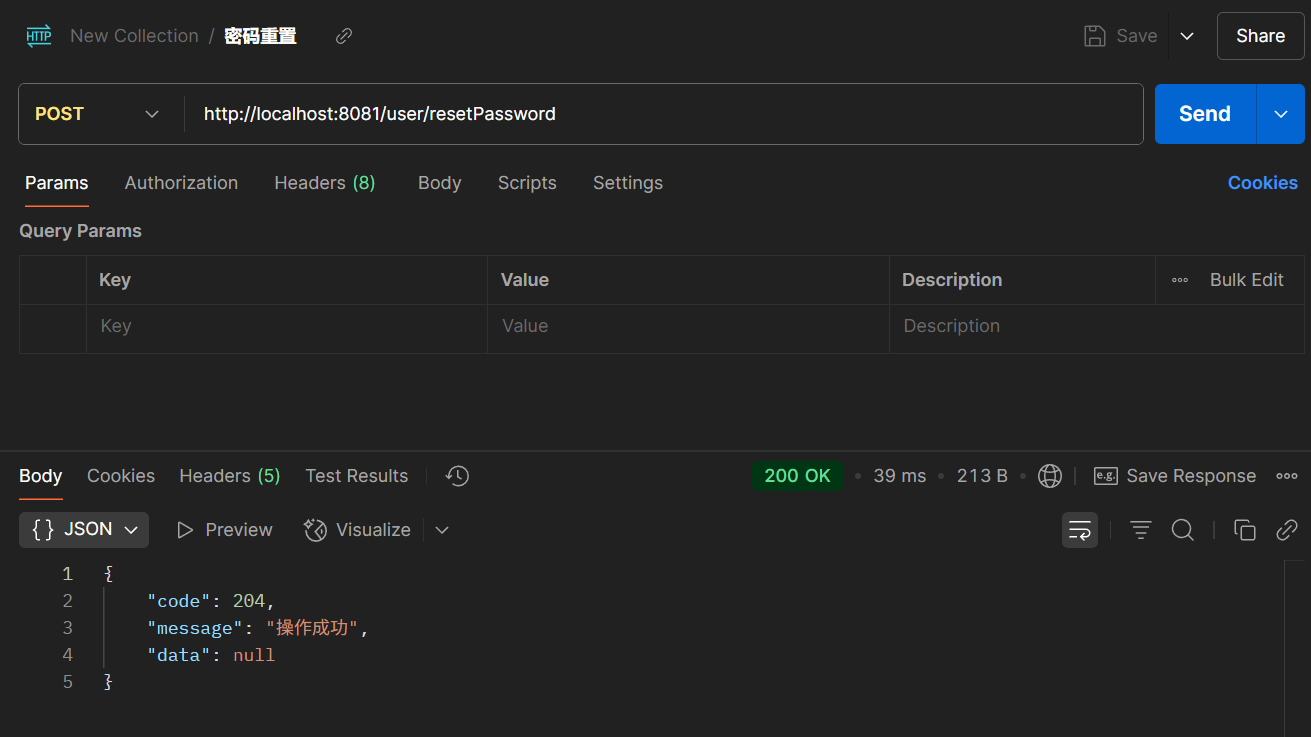 HTTP New Collection / 密码重置 Save Share
POST http://localhost:8081/user/resetPassword Send
Params Authorization Headers (8) Body Scripts Settings Cookies
Query Params
Key Value Description Bulk Edit
Key Value Description
Body Cookies Headers (5) Test Results 200 OK 39 ms 213 B e.g. Save Response
{} JSON Preview Visualize
1 {
2 "code": 204,
3 "message": "操作成功",
4 "data": null
5 }